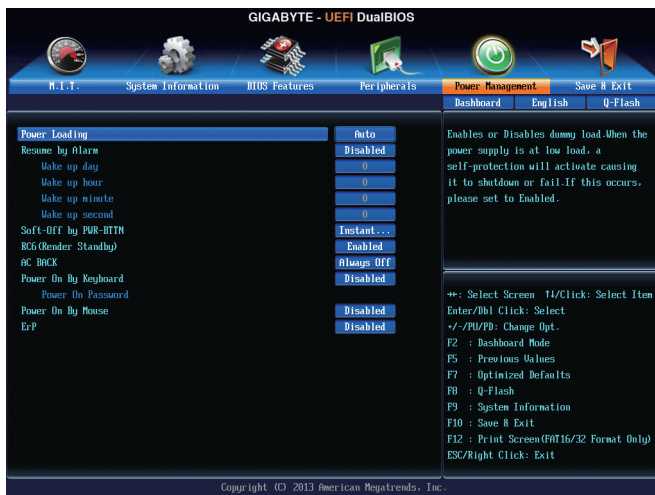 GIGABYTE - UEFI DualBIOS
M.I.T. System Information BIOS Features Peripherals Power Management Save & Exit
Dashboard English Q-Flash
Power Loading Auto
Resume by Alarm Disabled
Wake up day 0
Wake up hour 0
Wake up minute 0
Wake up second 0
Soft-Off by PWR-BTTN Instant...
RC6(Render Standby) Enabled
AC BACK Always Off
Power On By Keyboard Disabled
Power On Password
Power On By Mouse Disabled
ErP Disabled
Enables or Disables dummy load.When the
power supply is at low load, a
self-protection will activate causing
it to shutdown or fail.If this occurs,
please set to Enabled.
→←: Select Screen ↑↓/Click: Select Item
Enter/Dbl Click: Select
+/-/PU/PD: Change Opt.
F2 : Dashboard Mode
F5 : Previous Values
F7 : Optimized Defaults
F8 : Q-Flash
F9 : System Information
F10 : Save & Exit
F12 : Print Screen(FAT16/32 Format Only)
ESC/Right Click: Exit
Copyright (C) 2013 American Megatrends, Inc.